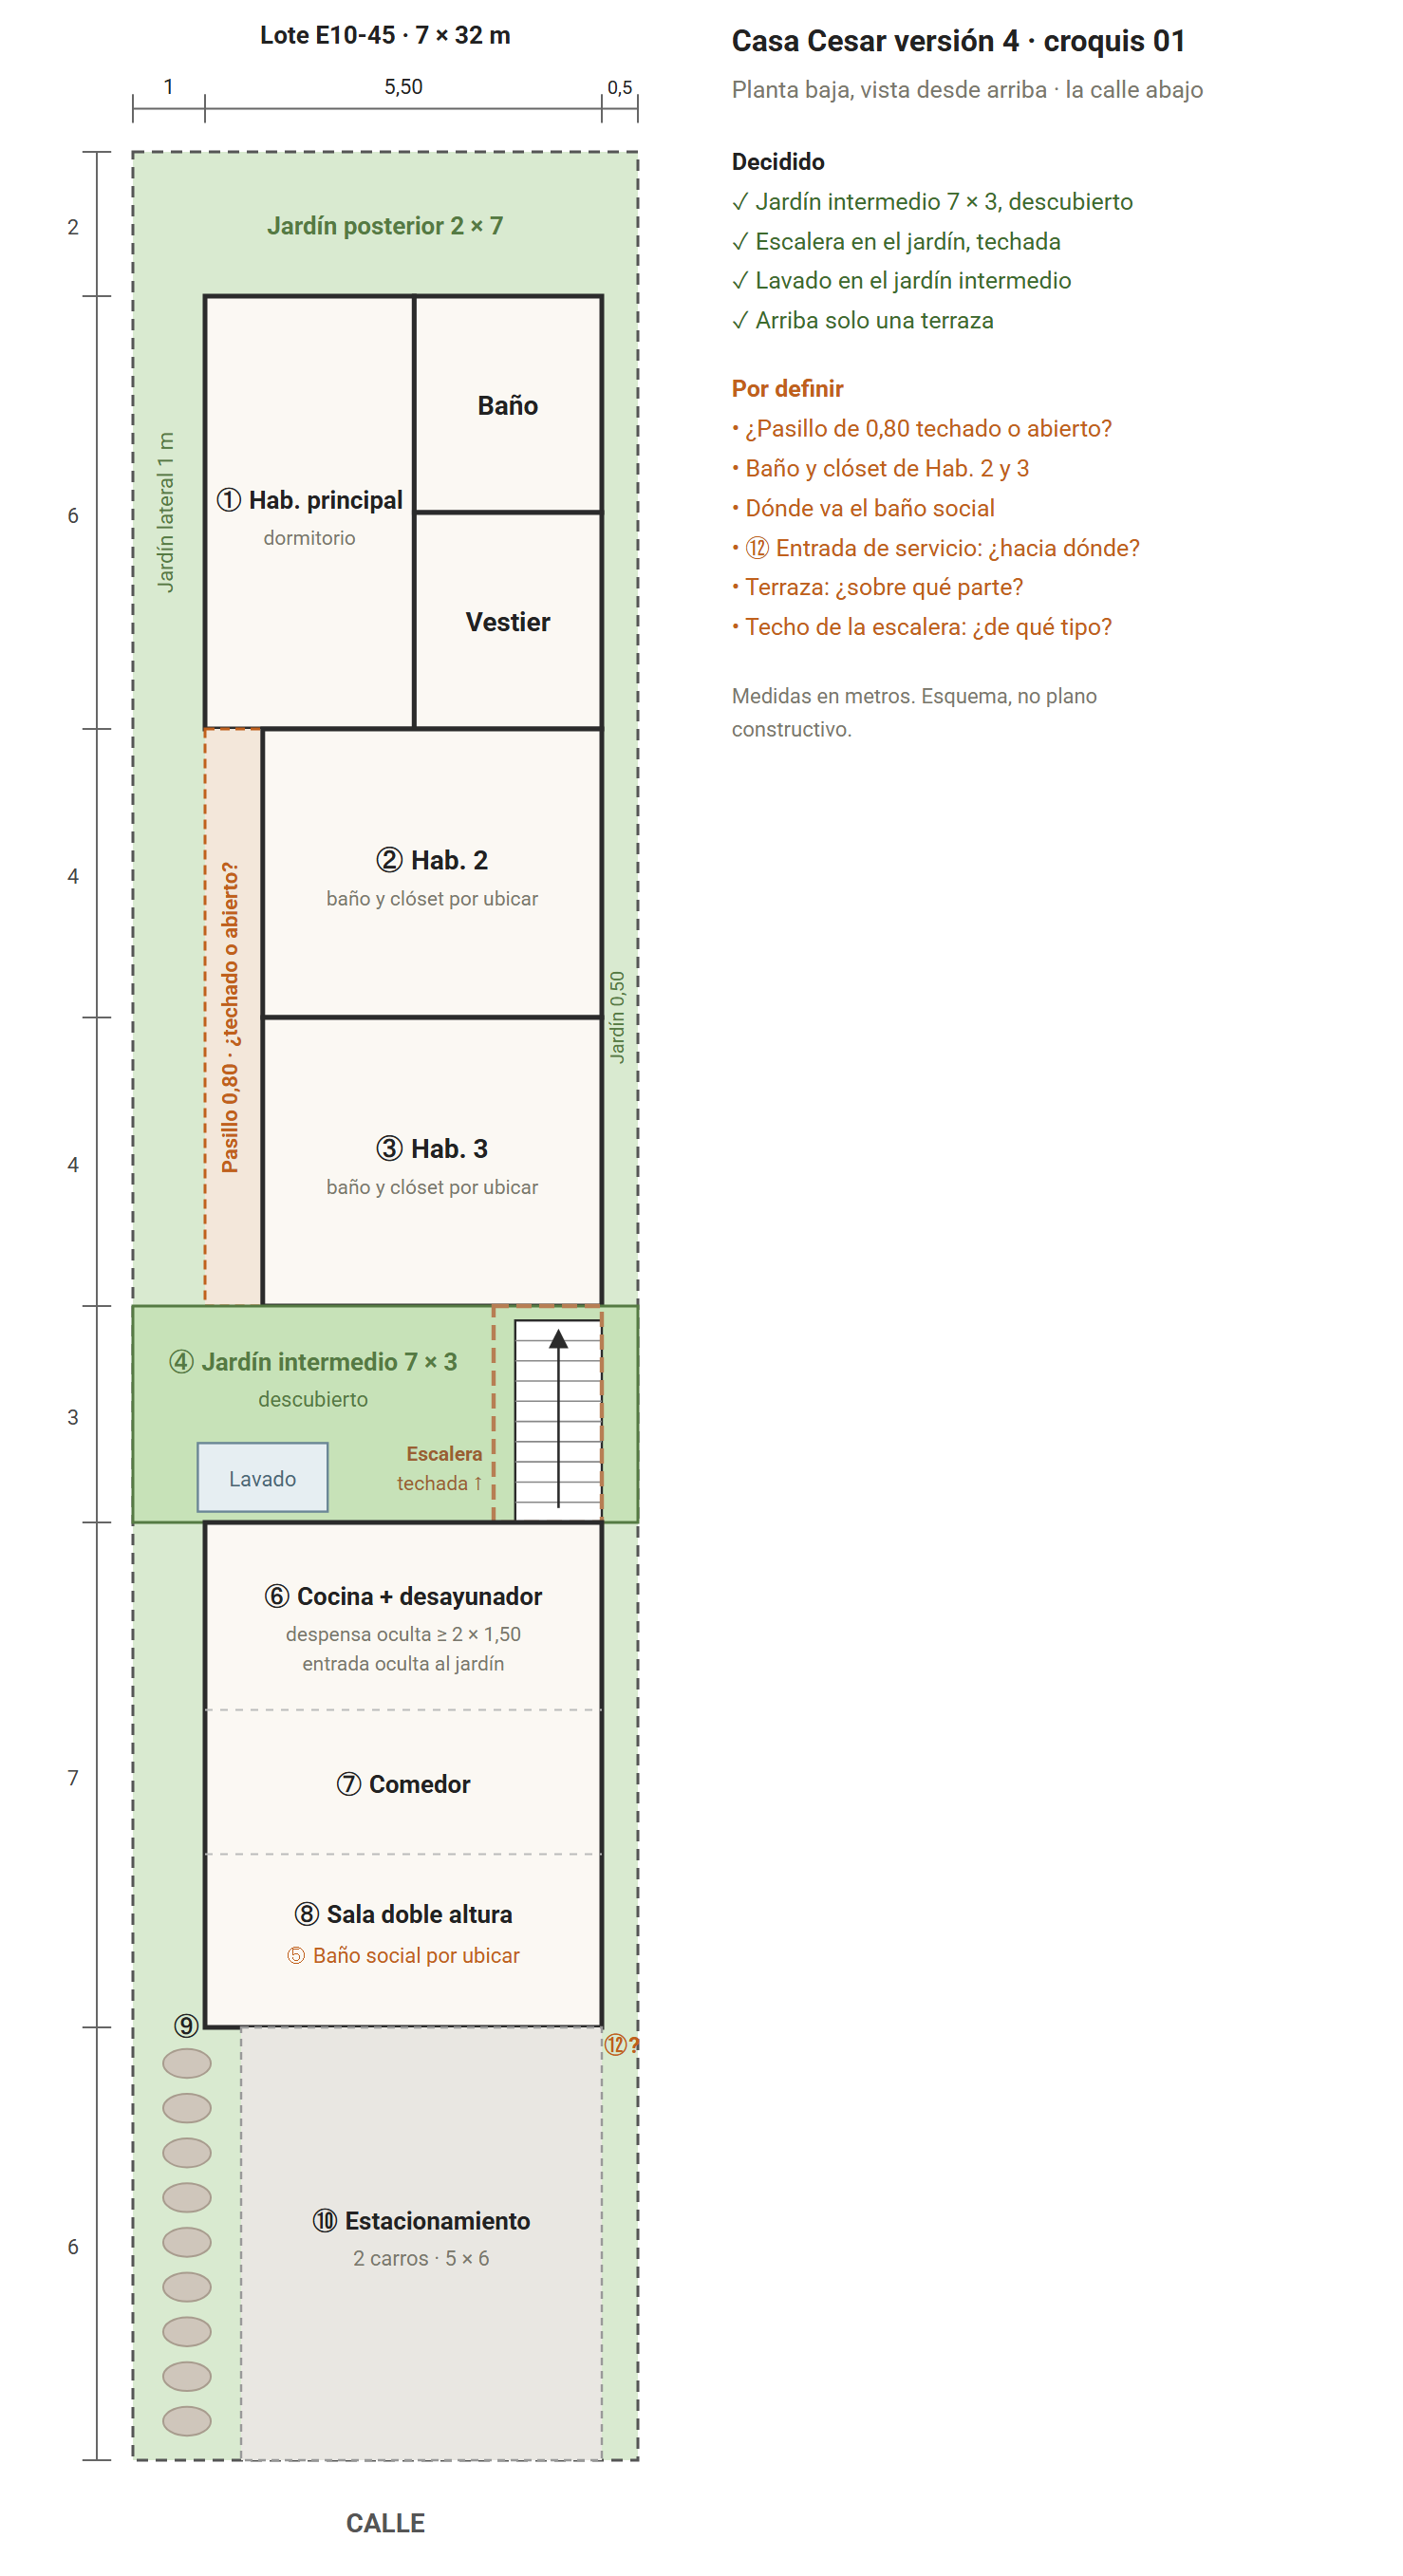 Lote E10-45 · 7 × 32 m
1
5,50
0,5
2
6
4
4
3
7
6
Jardín posterior 2 × 7
Jardín lateral 1 m
① Hab. principal
dormitorio
Baño
Vestier
Pasillo 0,80 · ¿techado o abierto?
② Hab. 2
baño y clóset por ubicar
Jardín 0,50
③ Hab. 3
baño y clóset por ubicar
④ Jardín intermedio 7 × 3
descubierto
Lavado
Escalera
techada ↑
⑥ Cocina + desayunador
despensa oculta ≥ 2 × 1,50
entrada oculta al jardín
⑦ Comedor
⑧ Sala doble altura
⑤ Baño social por ubicar
⑨
⑫?
⑩ Estacionamiento
2 carros · 5 × 6
CALLE
Casa Cesar versión 4 · croquis 01
Planta baja, vista desde arriba · la calle abajo
Decidido
✓ Jardín intermedio 7 × 3, descubierto
✓ Escalera en el jardín, techada
✓ Lavado en el jardín intermedio
✓ Arriba solo una terraza
Por definir
• ¿Pasillo de 0,80 techado o abierto?
• Baño y clóset de Hab. 2 y 3
• Dónde va el baño social
• ⑫ Entrada de servicio: ¿hacia dónde?
• Terraza: ¿sobre qué parte?
• Techo de la escalera: ¿de qué tipo?
Medidas en metros. Esquema, no plano
constructivo.